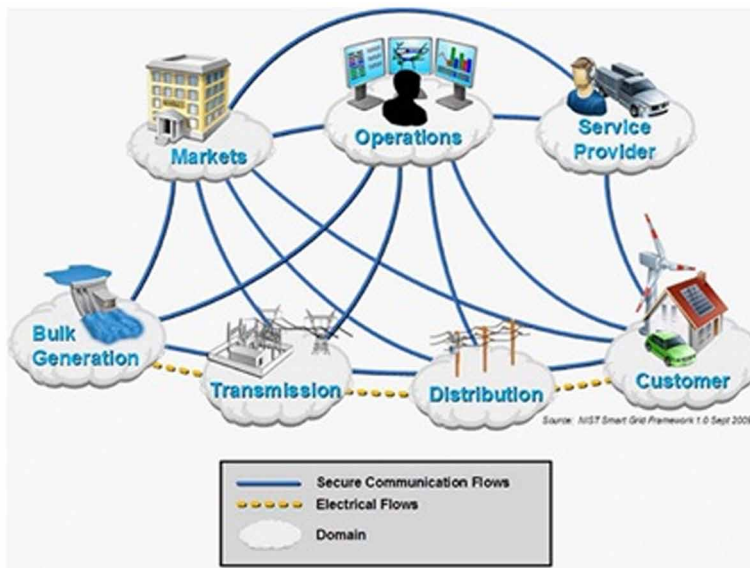 Markets
Operations
Service
Provider
Bulk
Generation
Transmission
Distribution
Customer
Source: NIST Smart Grid Framework 1.0 Sept 2009
Secure Communication Flows
Electrical Flows
Domain